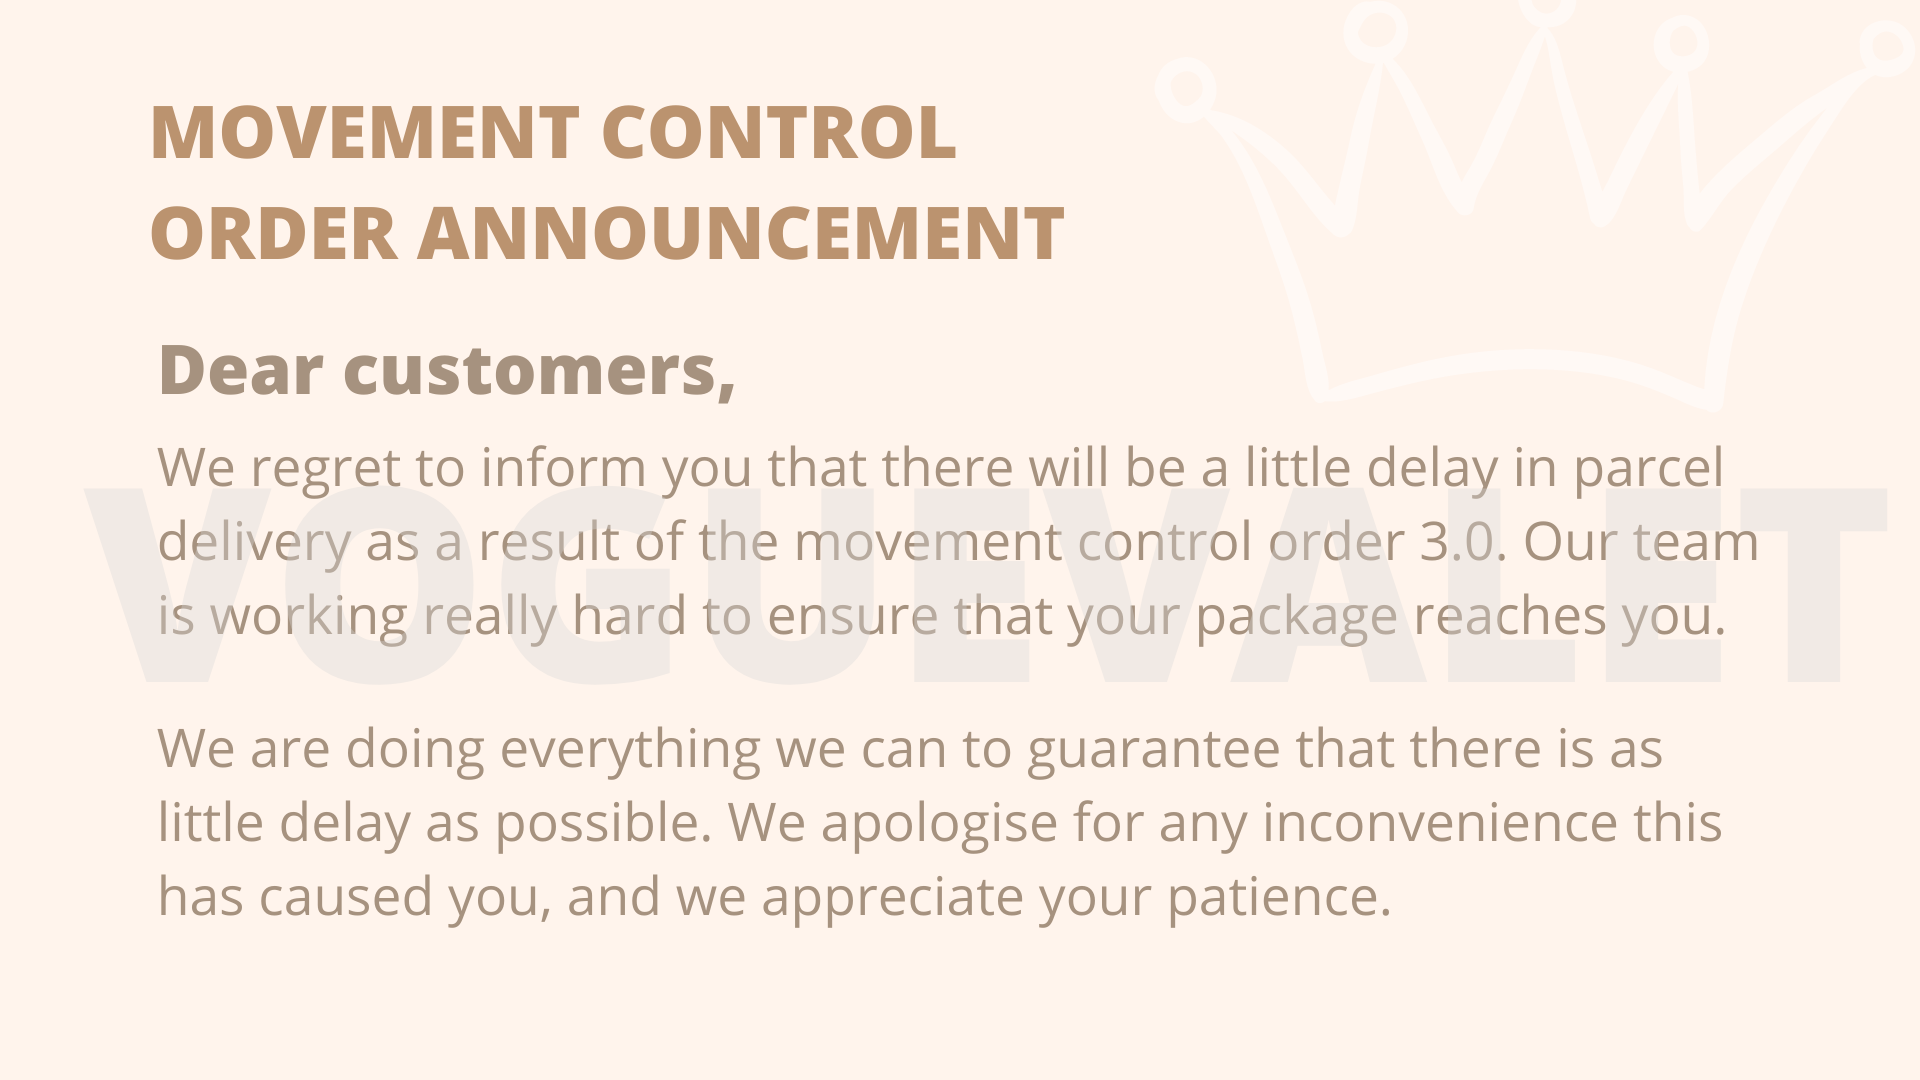 MOVEMENT CONTROL
ORDER ANNOUNCEMENT
Dear customers,
We regret to inform you that there will be a little delay in parcel
delivery as a result of the movement control order 3.0. Our team
is working really hard to ensure that your package reaches you.
VOGUEVALET
We are doing everything we can to guarantee that there is as
little delay as possible. We apologise for any inconvenience this
has caused you, and we appreciate your patience.